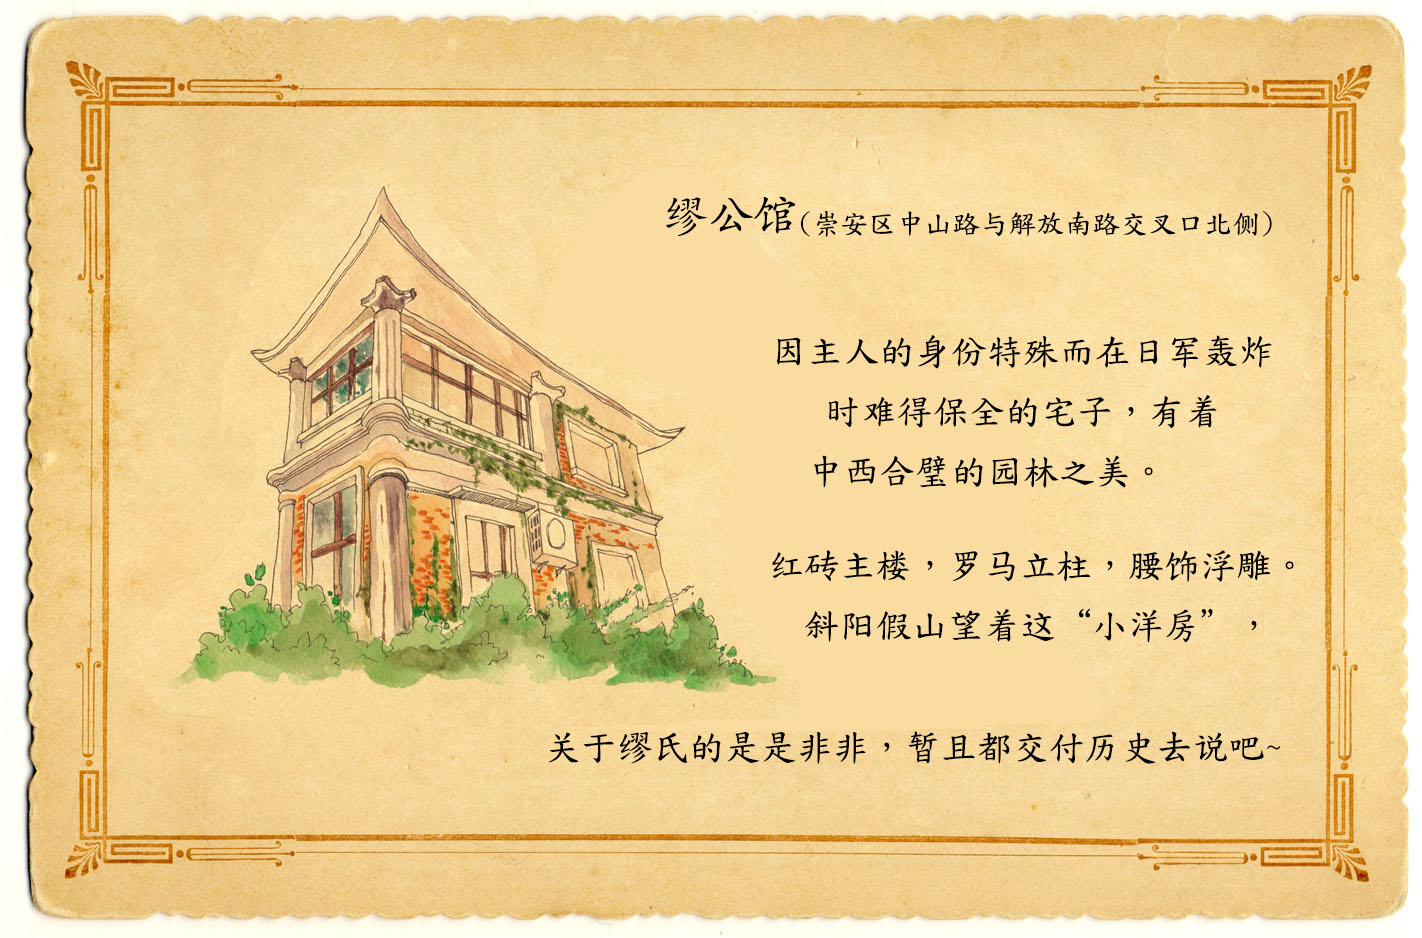 缪公馆(崇安区中山路与解放南路交叉口北侧)
因主人的身份特殊而在日军轰炸
时难得保全的宅子，有着
中西合璧的园林之美。
红砖主楼，罗马立柱，腰饰浮雕。
斜阳假山望着这“小洋房”，
关于缪氏的是是非非，暂且都交付历史去说吧~